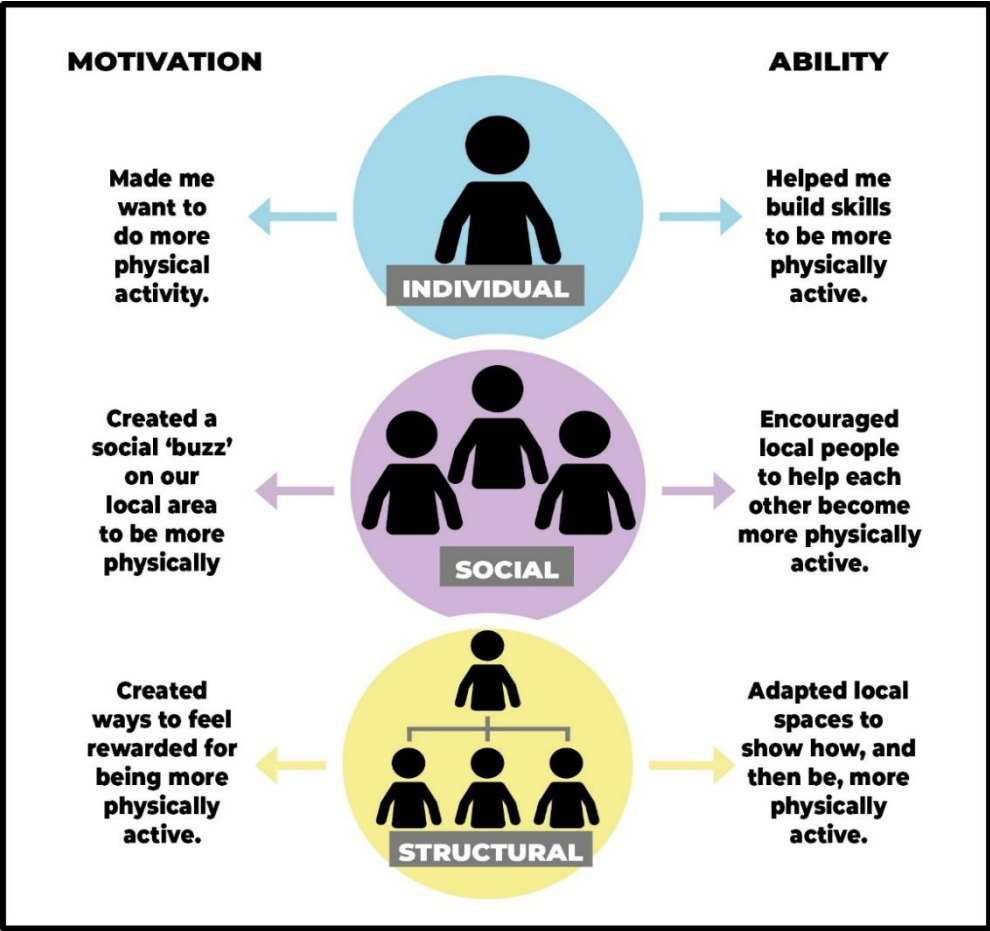 MOTIVATION
ABILITY
Made me
want to
do more
physical
activity.
INDIVIDUAL
Helped me
build skills
to be more
physically
active.
Created a
social ‘buzz’
on our
local area
to be more
physically
SOCIAL
Encouraged
local people
to help each
other become
more physically
active.
Created
ways to feel
rewarded for
being more
physically
active.
STRUCTURAL
Adapted local
spaces to
show how, and
then be, more
physically
active.